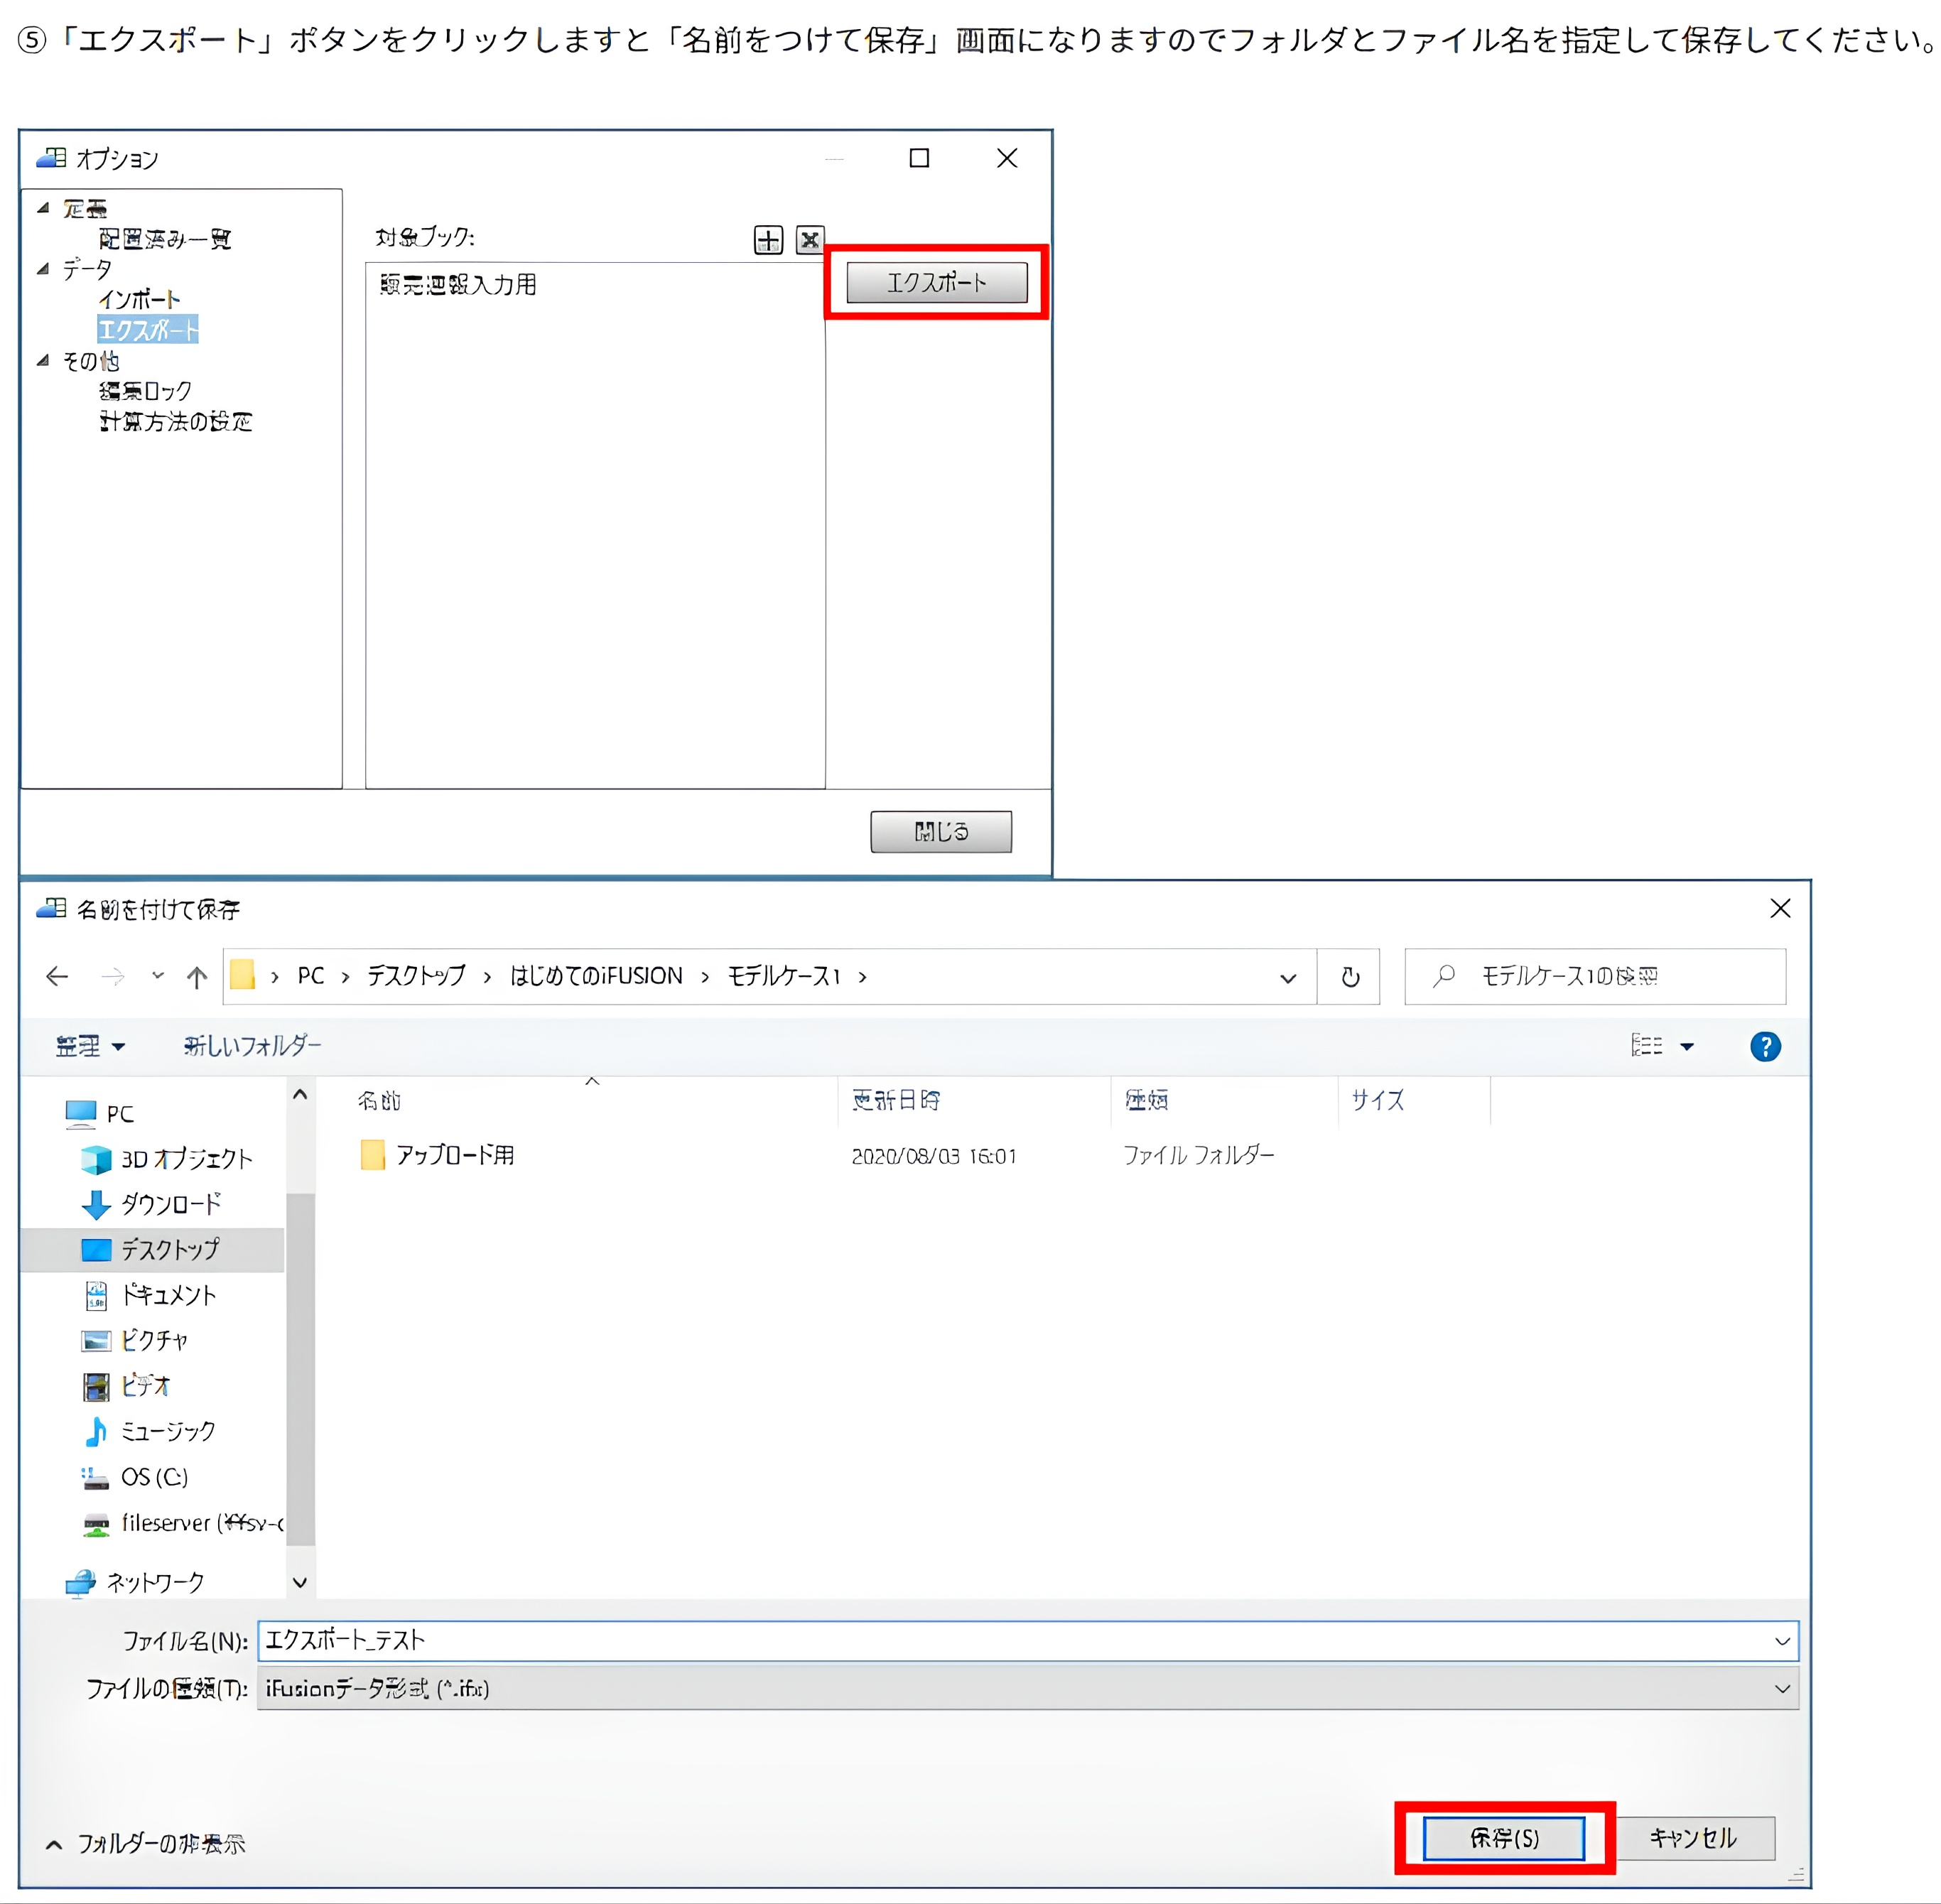 ⑤「エクスポート」ボタンをクリックしますと「名前をつけて保存」画面になりますのでフォルダとファイル名を指定して保存してください。
オプション
定義
配置済み一覧
データ
インポート
エクスポート
その他
編集ロック
計算方法の設定
対象ブック:
販売週報入力用
エクスポート
閉じる
名前を付けて保存
PC › デスクトップ › はじめてのiFUSION › モデルケース1 ›
モデルケース1の検索
整理
新しいフォルダー
PC
3D オブジェクト
ダウンロード
デスクトップ
ドキュメント
ピクチャ
ビデオ
ミュージック
OS (C:)
fileserver (¥¥sv-c
ネットワーク
名前 更新日時 種類 サイズ
アップロード用 2020/08/03 16:01 ファイル フォルダー
ファイル名(N): エクスポート_テスト
ファイルの種類(T): iFusionデータ形式
フォルダーの非表示
保存(S)
キャンセル